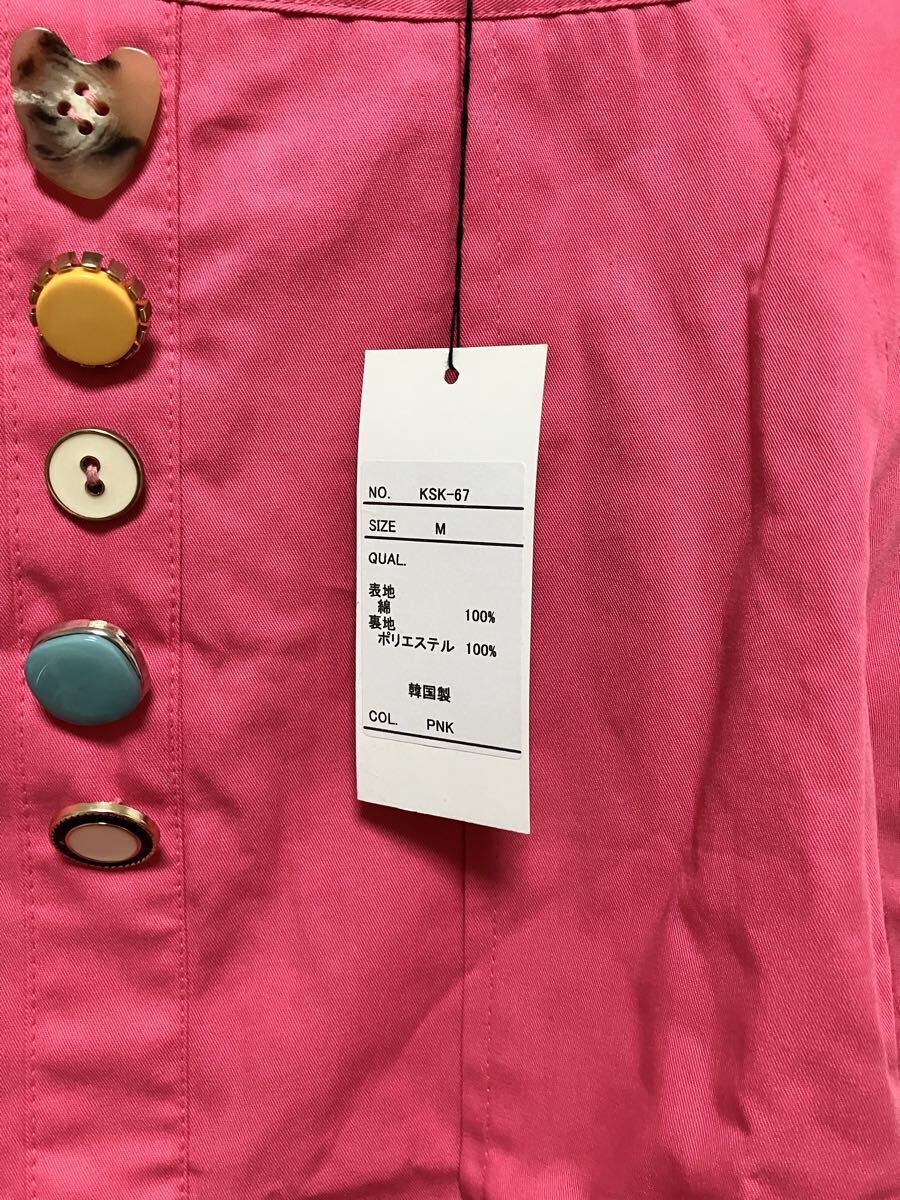 NO. KSK-67
SIZE M
QUAL.
表地
綿 100%
裏地
ポリエステル 100%
韓国製
COL. PNK